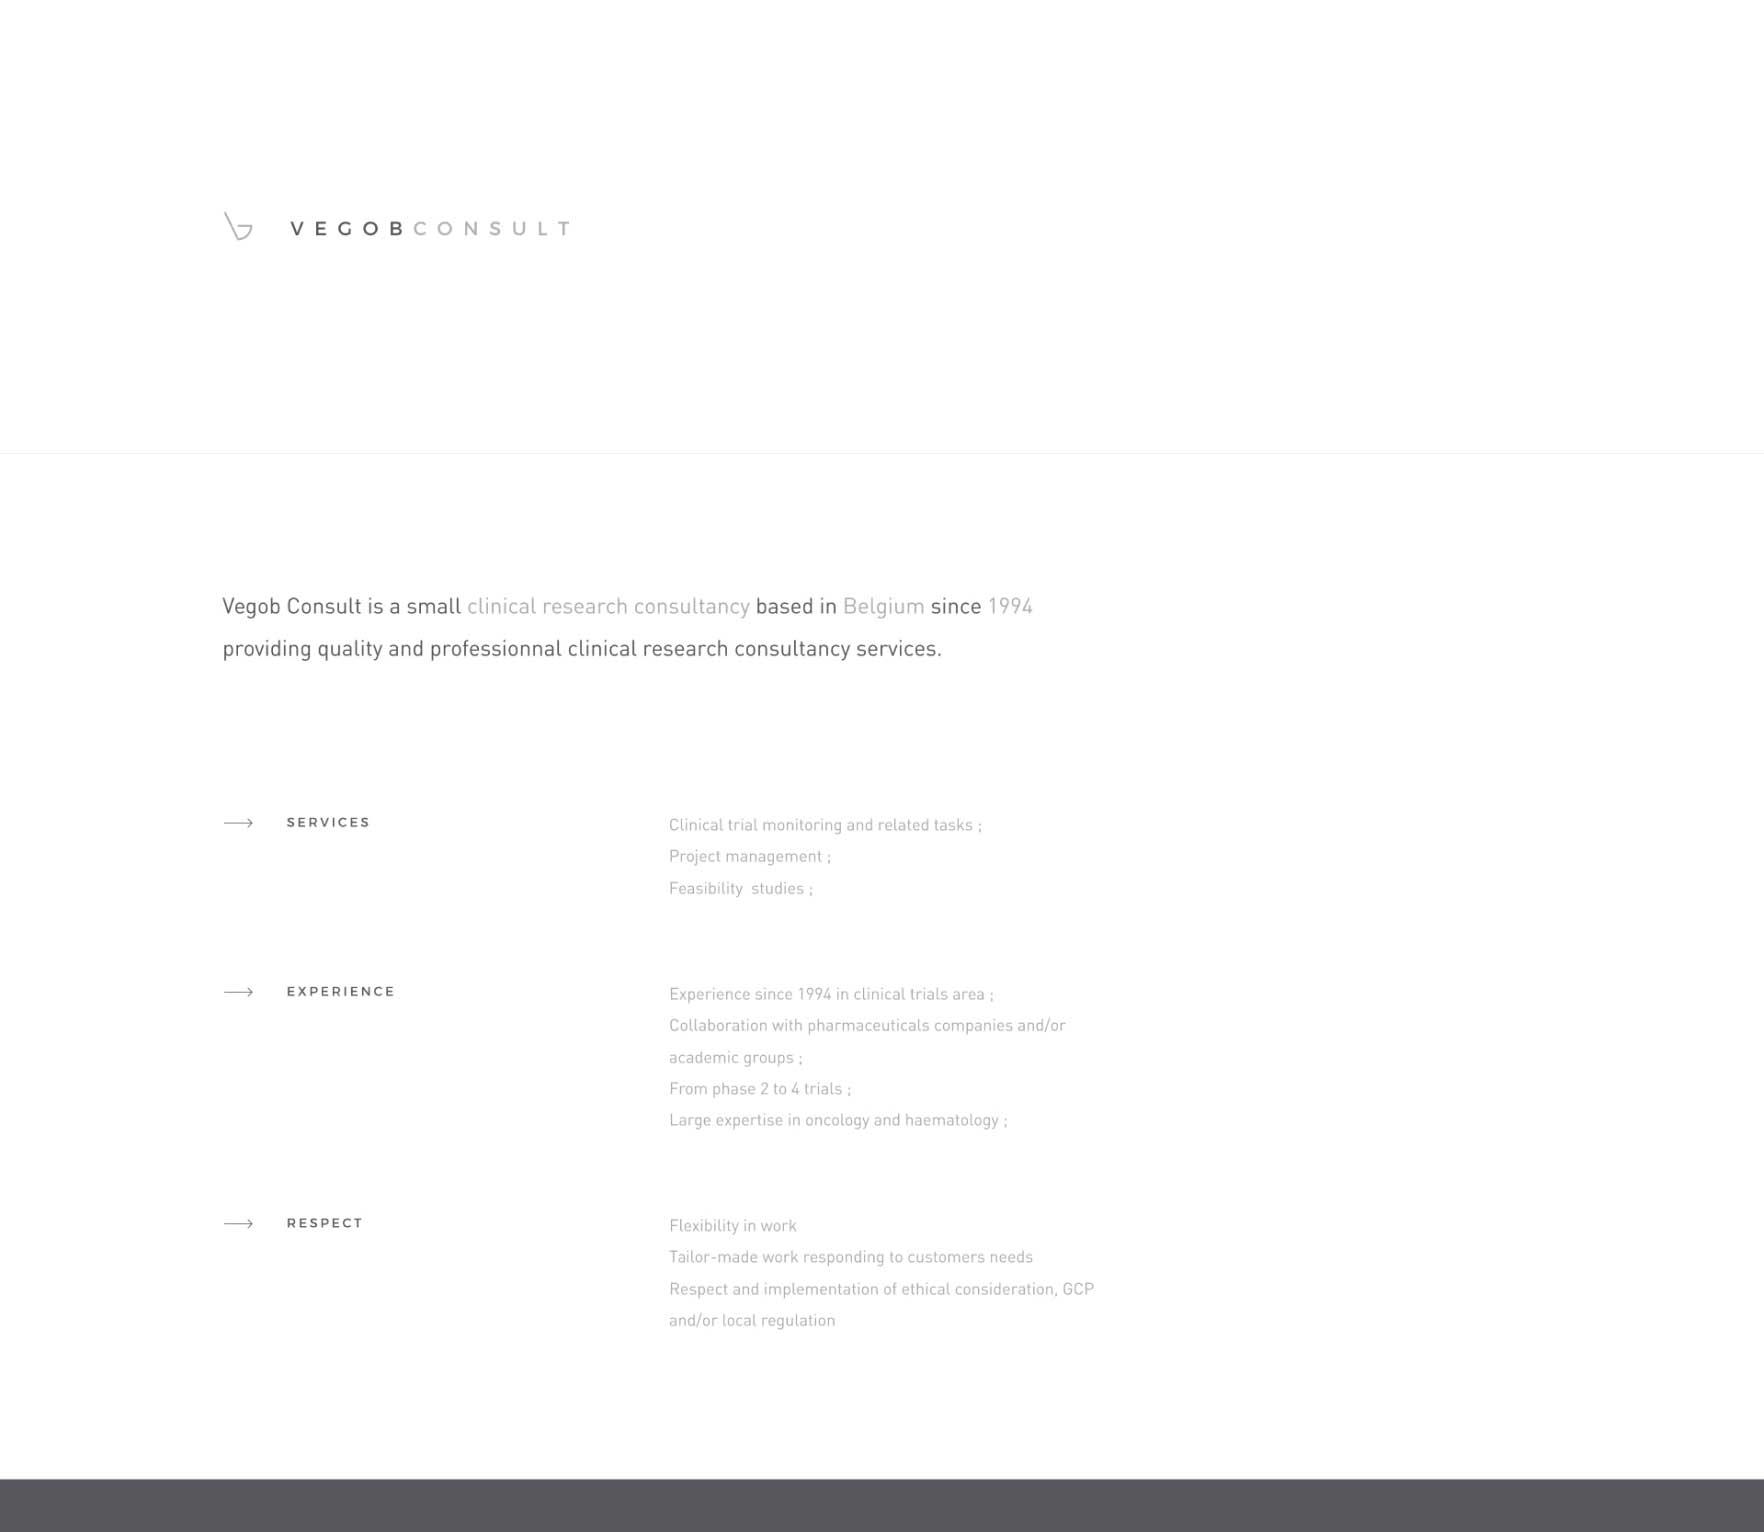 VEGOBCONSULT
Vegob Consult is a small clinical research consultancy based in Belgium since 1994
providing quality and professionnal clinical research consultancy services.
SERVICES
Clinical trial monitoring and related tasks ;
Project management ;
Feasibility  studies ;
EXPERIENCE
Experience since 1994 in clinical trials area ;
Collaboration with pharmaceuticals companies and/or
academic groups ;
From phase 2 to 4 trials ;
Large expertise in oncology and haematology ;
RESPECT
Flexibility in work
Tailor-made work responding to customers needs
Respect and implementation of ethical consideration, GCP
and/or local regulation